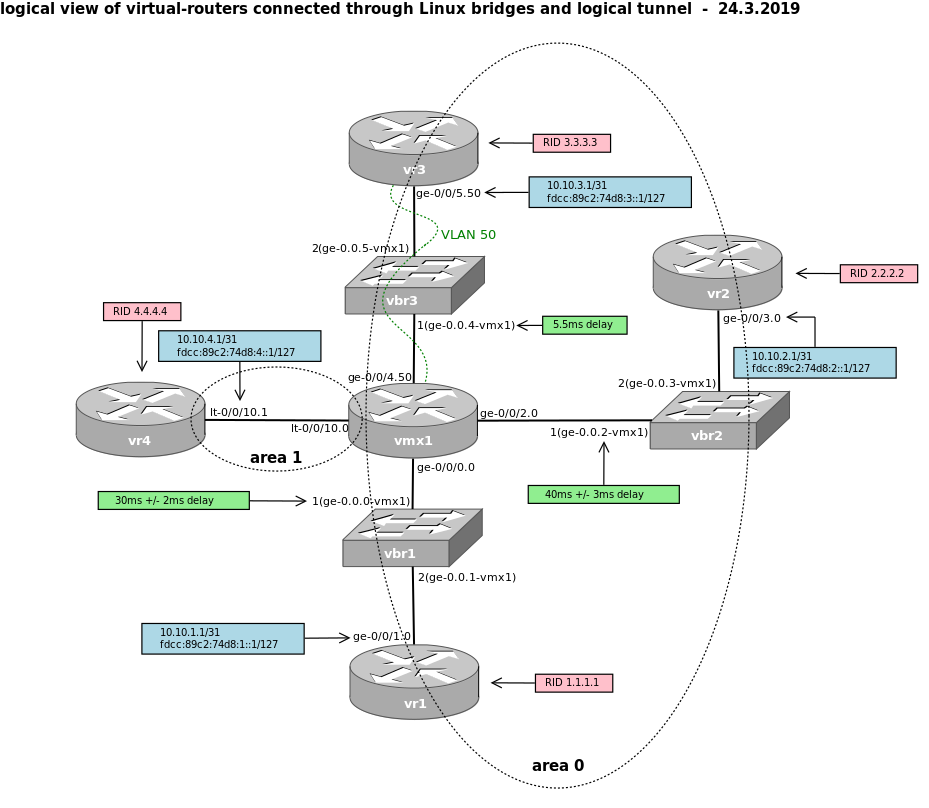 logical view of virtual-routers connected through Linux bridges and logical tunnel - 24.3.2019
vr3
RID 3.3.3.3
ge-0/0/5.50
10.10.3.1/31
fdcc:89c2:74d8:3::1/127
VLAN 50
2(ge-0.0.5-vmx1)
vbr3
vr2
RID 2.2.2.2
1(ge-0.0.4-vmx1)
5.5ms delay
ge-0/0/3.0
RID 4.4.4.4
10.10.4.1/31
fdcc:89c2:74d8:4::1/127
10.10.2.1/31
fdcc:89c2:74d8:2::1/127
ge-0/0/4.50
2(ge-0.0.3-vmx1)
lt-0/0/10.1
lt-0/0/10.0
ge-0/0/2.0
1(ge-0.0.2-vmx1)
vr4
vmx1
vbr2
area 1
ge-0/0/0.0
30ms +/- 2ms delay
1(ge-0.0.0-vmx1)
40ms +/- 3ms delay
vbr1
2(ge-0.0.1-vmx1)
10.10.1.1/31
fdcc:89c2:74d8:1::1/127
ge-0/0/1.0
RID 1.1.1.1
vr1
area 0